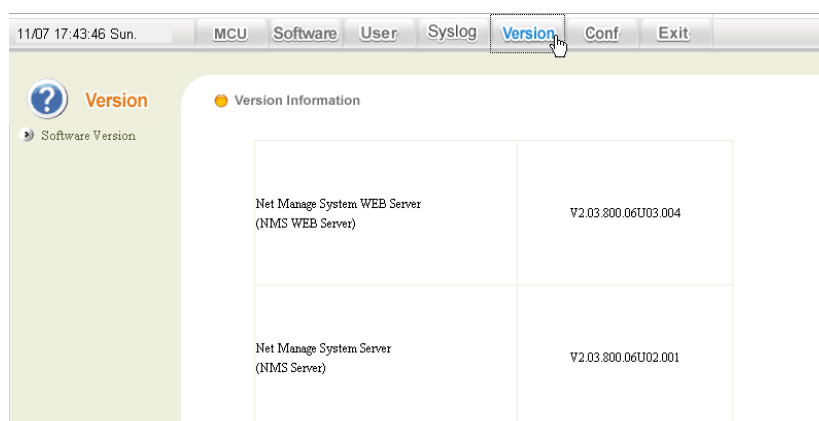 11/07 17:43:46 Sun. MCU Software User Syslog Version Conf Exit
Version
Software Version
Version Information
Net Manage System WEB Server
(NMS WEB Server)
V2.03.800.06U03.004
Net Manage System Server
(NMS Server)
V2.03.800.06U02.001